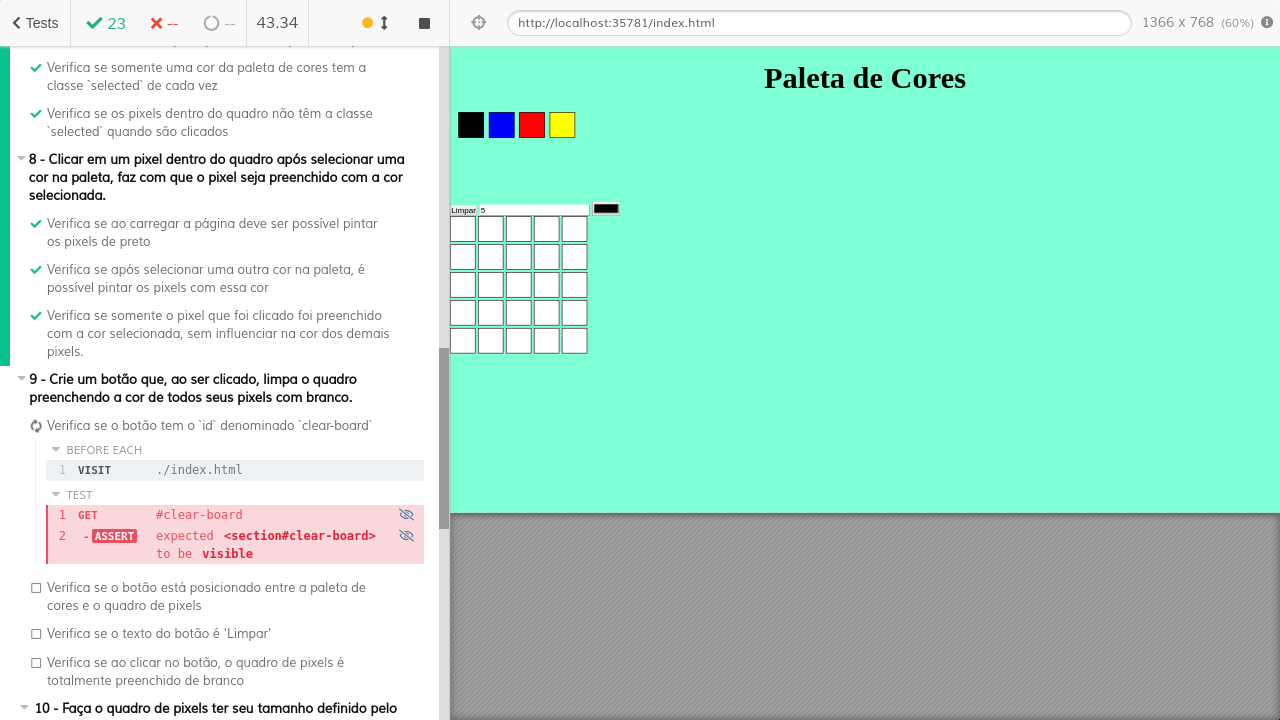 Tests
23
--
--
43.34
http://localhost:35781/index.html
1366 x 768 (60%)
Verifica se somente uma cor da paleta de cores tem a
classe `selected` de cada vez
Verifica se os pixels dentro do quadro não têm a classe
`selected` quando são clicados
8 - Clicar em um pixel dentro do quadro após selecionar uma
cor na paleta, faz com que o pixel seja preenchido com a cor
selecionada.
Verifica se ao carregar a página deve ser possível pintar
os pixels de preto
Verifica se após selecionar uma outra cor na paleta, é
possível pintar os pixels com essa cor
Verifica se somente o pixel que foi clicado foi preenchido
com a cor selecionada, sem influenciar na cor dos demais
pixels.
9 - Crie um botão que, ao ser clicado, limpa o quadro
preenchendo a cor de todos seus pixels com branco.
Verifica se o botão tem o `id` denominado `clear-board`
BEFORE EACH
1 VISIT ./index.html
TEST
1 GET #clear-board
2 -ASSERT expected <section#clear-board>
to be visible
Verifica se o botão está posicionado entre a paleta de
cores e o quadro de pixels
Verifica se o texto do botão é 'Limpar'
Verifica se ao clicar no botão, o quadro de pixels é
totalmente preenchido de branco
10 - Faça o quadro de pixels ter seu tamanho definido pelo
Paleta de Cores
Limpar 5